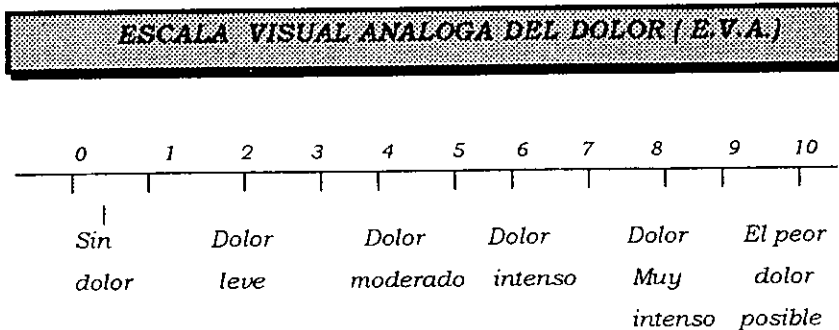 ESCALA VISUAL ANALOGA DEL DOLOR ( E.V.A.)
0 1 2 3 4 5 6 7 8 9 10
Sin Dolor Dolor Dolor Dolor El peor
dolor leve moderado intenso Muy dolor
intenso posible